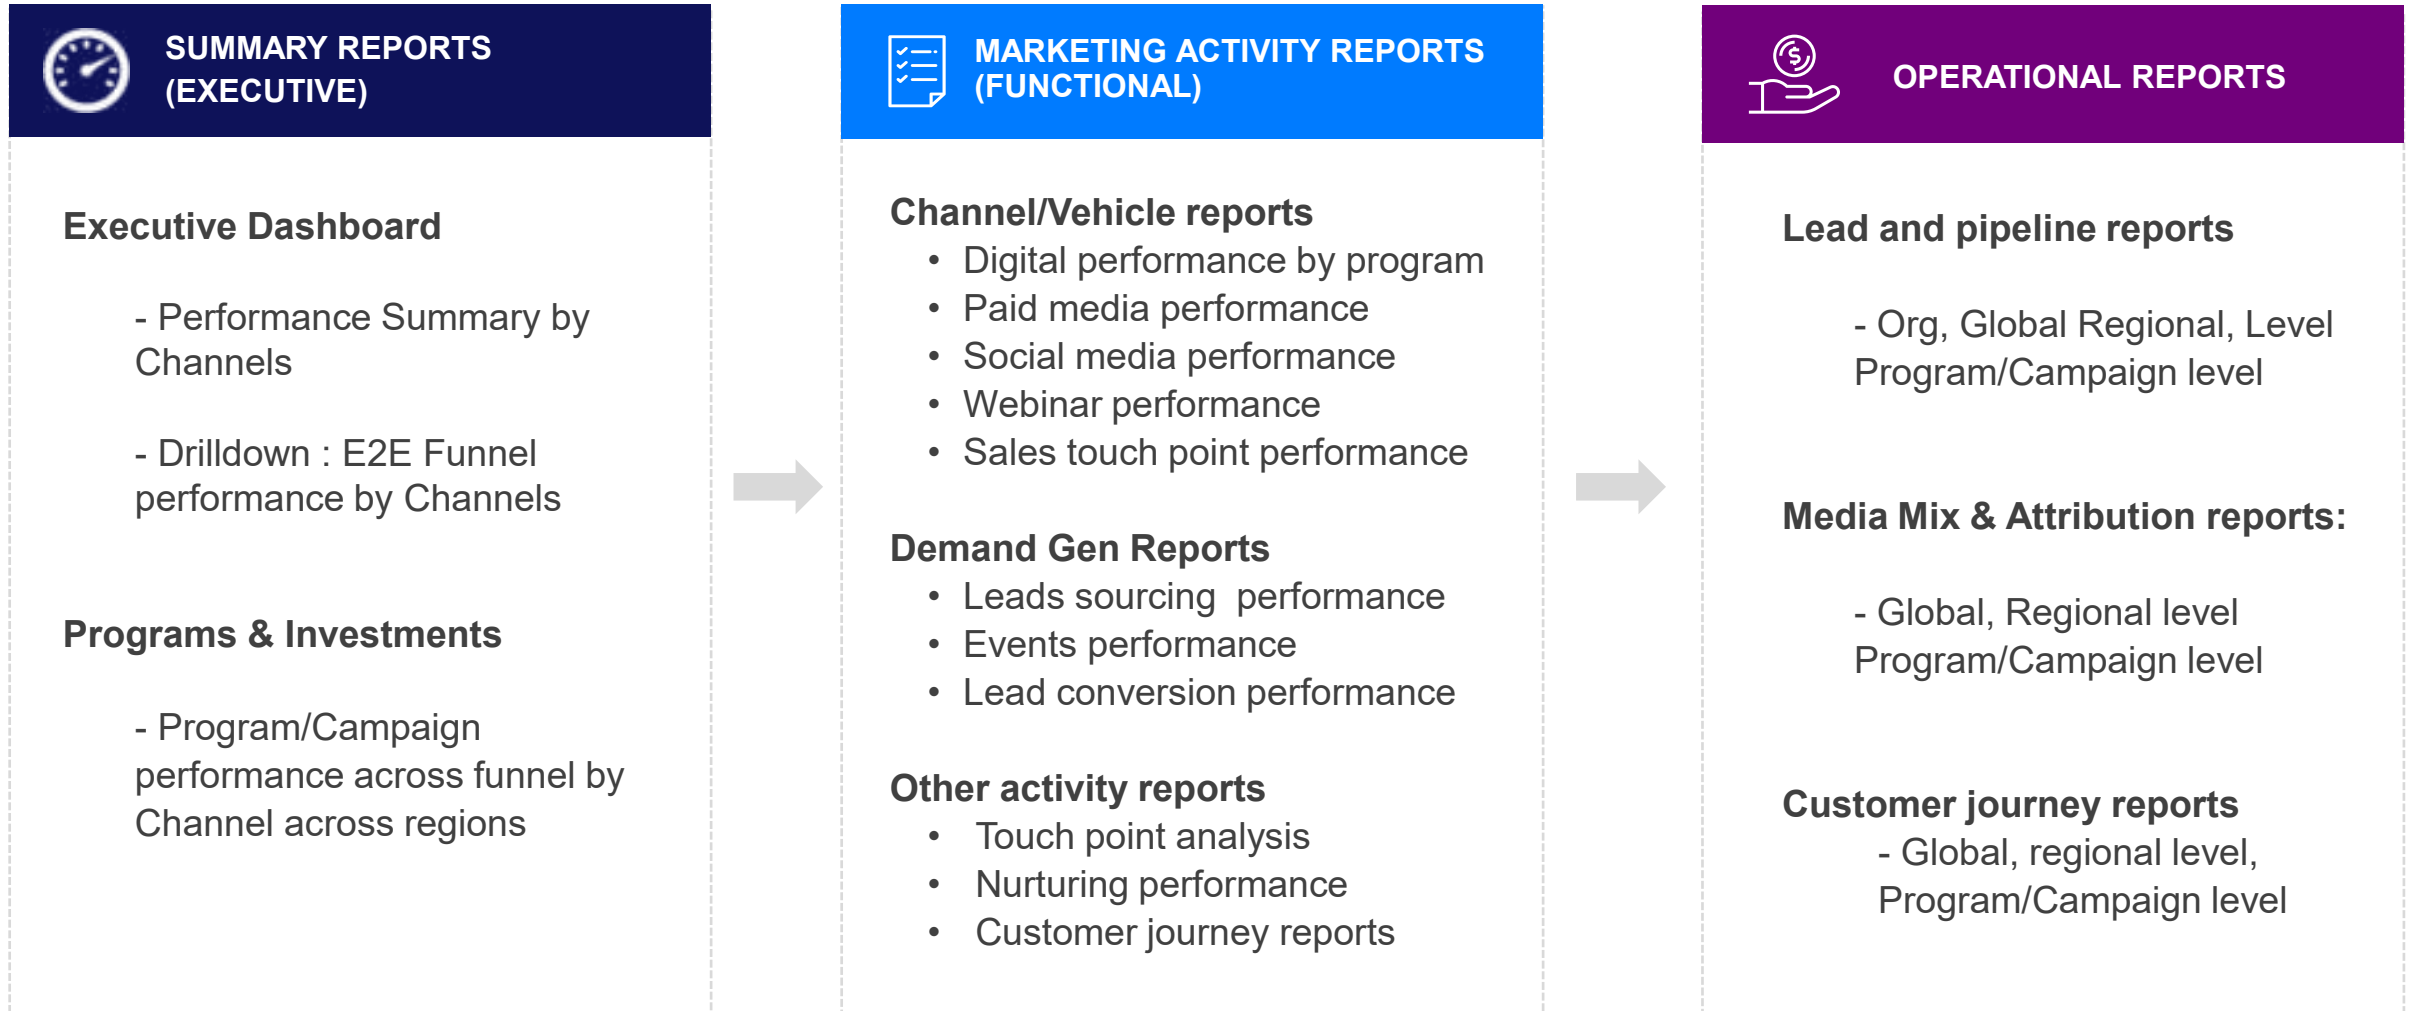 SUMMARY REPORTS
(EXECUTIVE)
Executive Dashboard
- Performance Summary by
Channels
- Drilldown : E2E Funnel
performance by Channels
Programs & Investments
- Program/Campaign
performance across funnel by
Channel across regions
MARKETING ACTIVITY REPORTS
(FUNCTIONAL)
Channel/Vehicle reports
• Digital performance by program
• Paid media performance
• Social media performance
• Webinar performance
• Sales touch point performance
Demand Gen Reports
• Leads sourcing  performance
• Events performance
• Lead conversion performance
Other activity reports
• Touch point analysis
• Nurturing performance
• Customer journey reports
$
OPERATIONAL REPORTS
Lead and pipeline reports
- Org, Global Regional, Level
Program/Campaign level
Media Mix & Attribution reports:
- Global, Regional level
Program/Campaign level
Customer journey reports
- Global, regional level,
Program/Campaign level